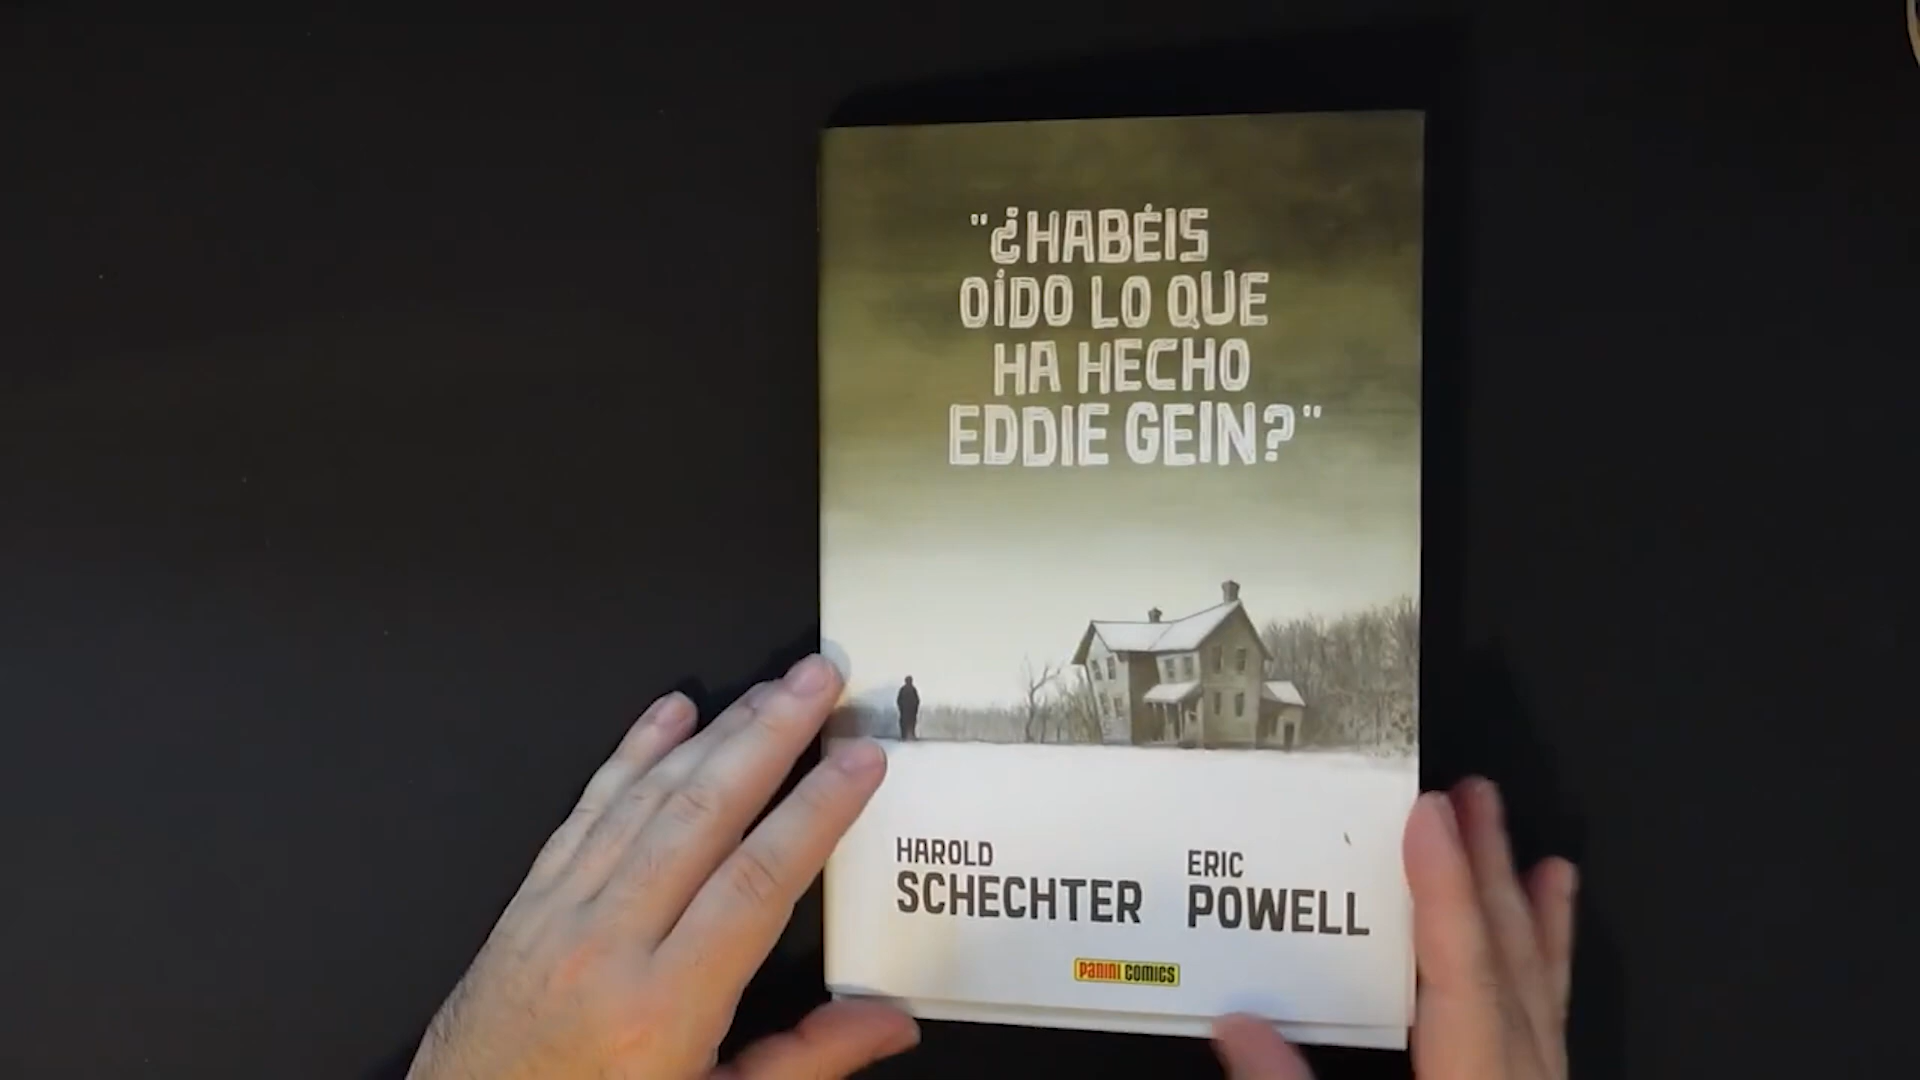 "¿HABÉIS
OÍDO LO QUE
HA HECHO
EDDIE GEIN?"
HAROLD
SCHECHTER
ERIC
POWELL
PANINI COMICS